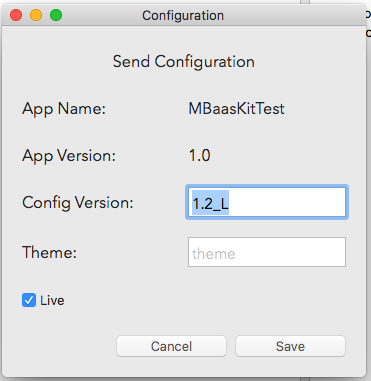 Configuration
Send Configuration
App Name: MBaasKitTest
App Version: 1.0
Config Version: 1.2_L
Theme: theme
Live
Cancel Save